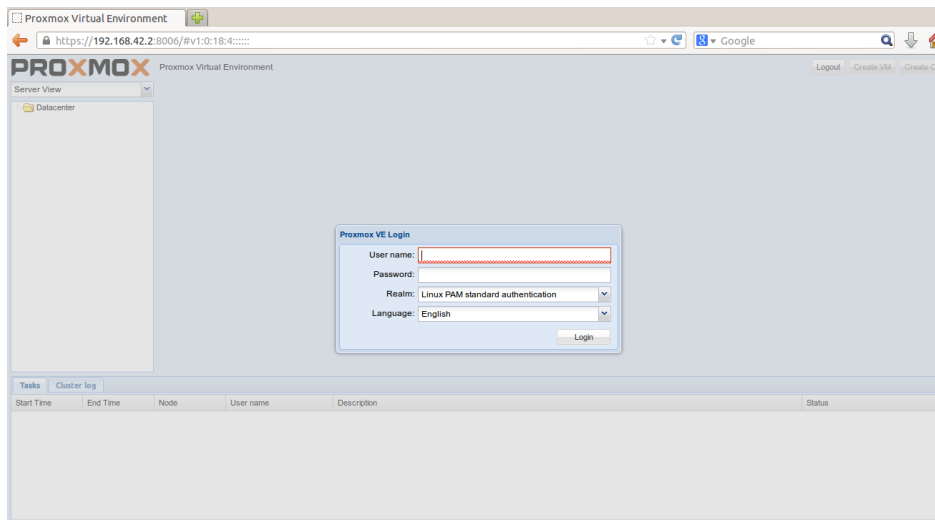 Proxmox Virtual Environment
https://192.168.42.2:8006/#v1:0:18:4::::::
Google
PROXMOX Proxmox Virtual Environment
Logout Create VM Create C
Server View
Datacenter
Proxmox VE Login
User name:
Password:
Realm: Linux PAM standard authentication
Language: English
Login
Tasks Cluster log
Start Time End Time Node User name Description Status